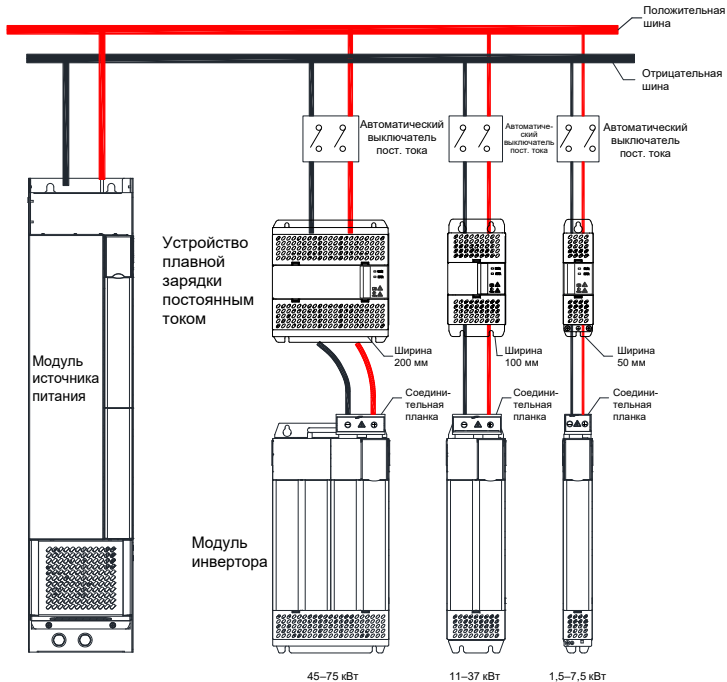 Положительная
шина
Отрицательная
шина
Автоматический
выключатель
пост. тока
Автоматиче-
ский
выключатель
пост. тока
Автоматический
выключатель
пост. тока
Устройство
плавной
зарядки
постоянным
током
Модуль
источника
питания
Ширина
200 мм
Ширина
100 мм
Ширина
50 мм
Соедини-
тельная
планка
Соедини-
тельная
планка
Соедини-
тельная
планка
Модуль
инвертора
45–75 кВт
11–37 кВт
1,5–7,5 кВт